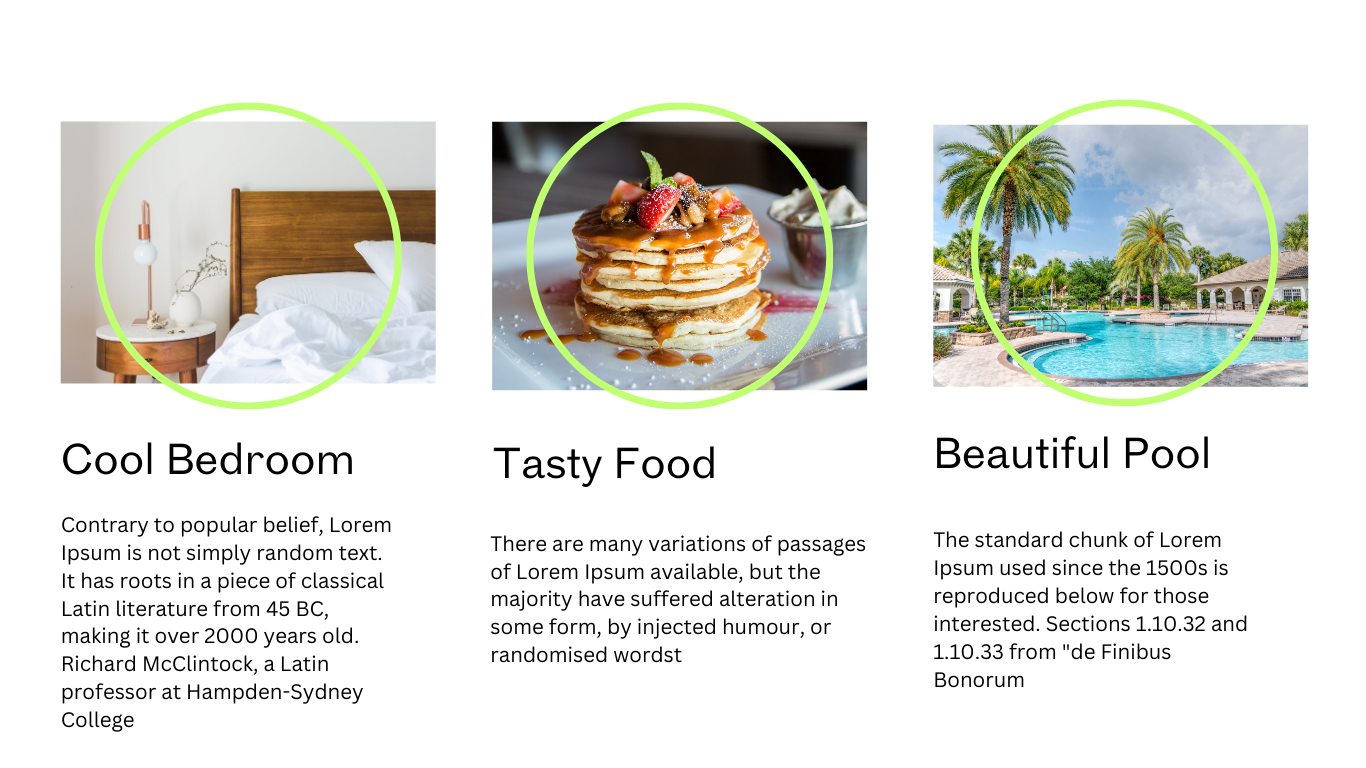 Cool Bedroom
Contrary to popular belief, Lorem
Ipsum is not simply random text.
It has roots in a piece of classical
Latin literature from 45 BC,
making it over 2000 years old.
Richard McClintock, a Latin
professor at Hampden-Sydney
College
Tasty Food
There are many variations of passages
of Lorem Ipsum available, but the
majority have suffered alteration in
some form, by injected humour, or
randomised wordst
Beautiful Pool
The standard chunk of Lorem
Ipsum used since the 1500s is
reproduced below for those
interested. Sections 1.10.32 and
1.10.33 from "de Finibus
Bonorum